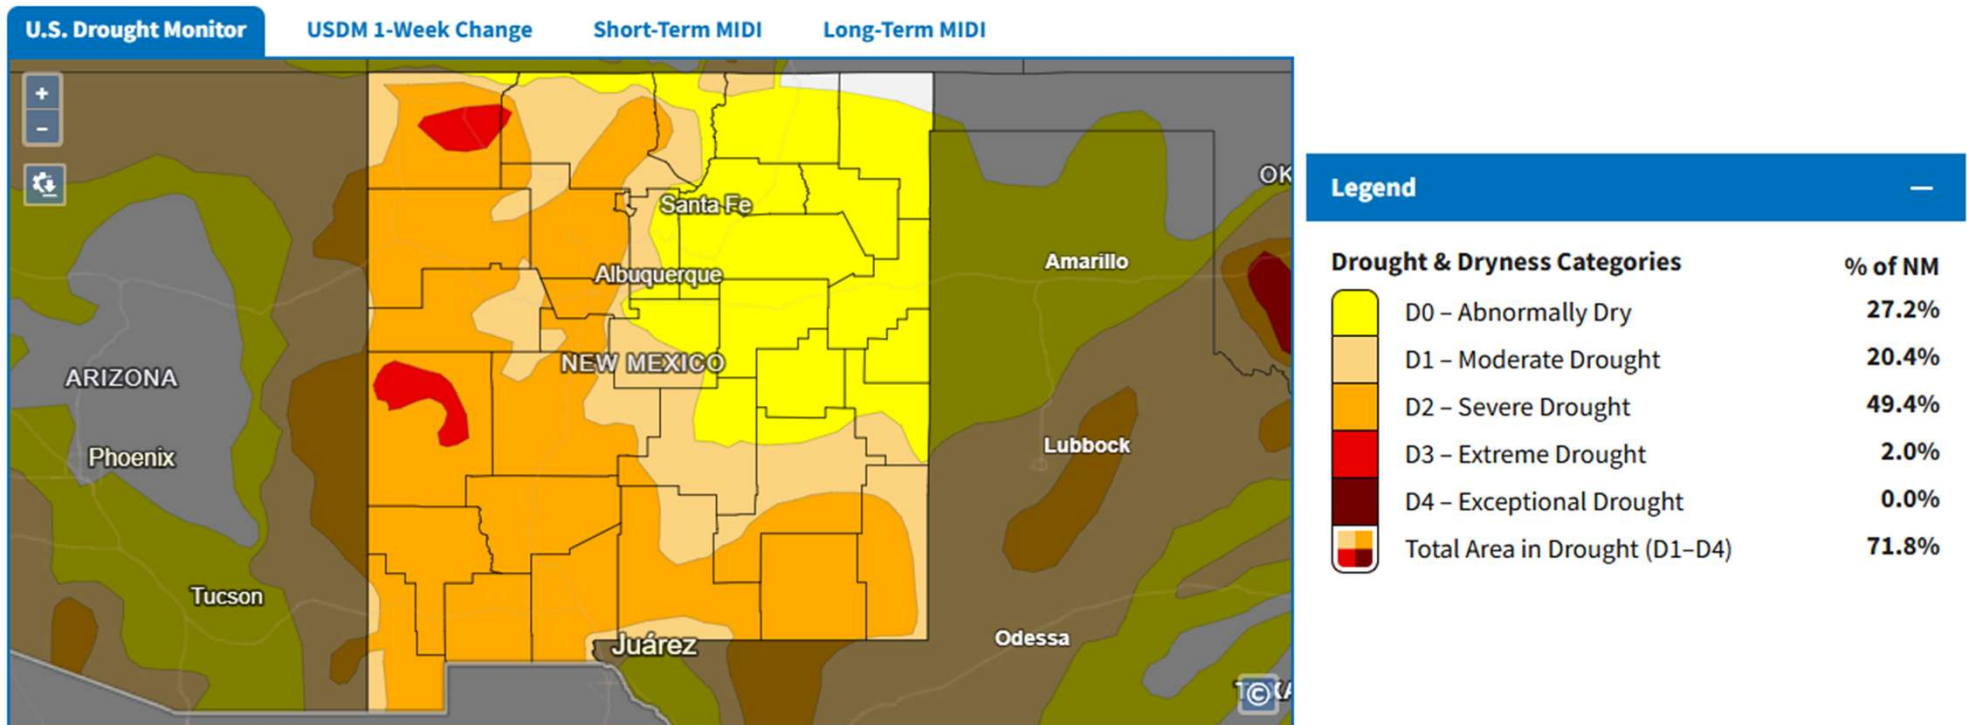 U.S. Drought Monitor
USDM 1-Week Change
Short-Term MIDI
Long-Term MIDI
+
−
Santa Fe
Albuquerque
NEW MEXICO
ARIZONA
Phoenix
Tucson
Juárez
Amarillo
Lubbock
Odessa
OK
©
Legend
—
Drought & Dryness Categories
% of NM
D0 – Abnormally Dry
27.2%
D1 – Moderate Drought
20.4%
D2 – Severe Drought
49.4%
D3 – Extreme Drought
2.0%
D4 – Exceptional Drought
0.0%
Total Area in Drought (D1–D4)
71.8%